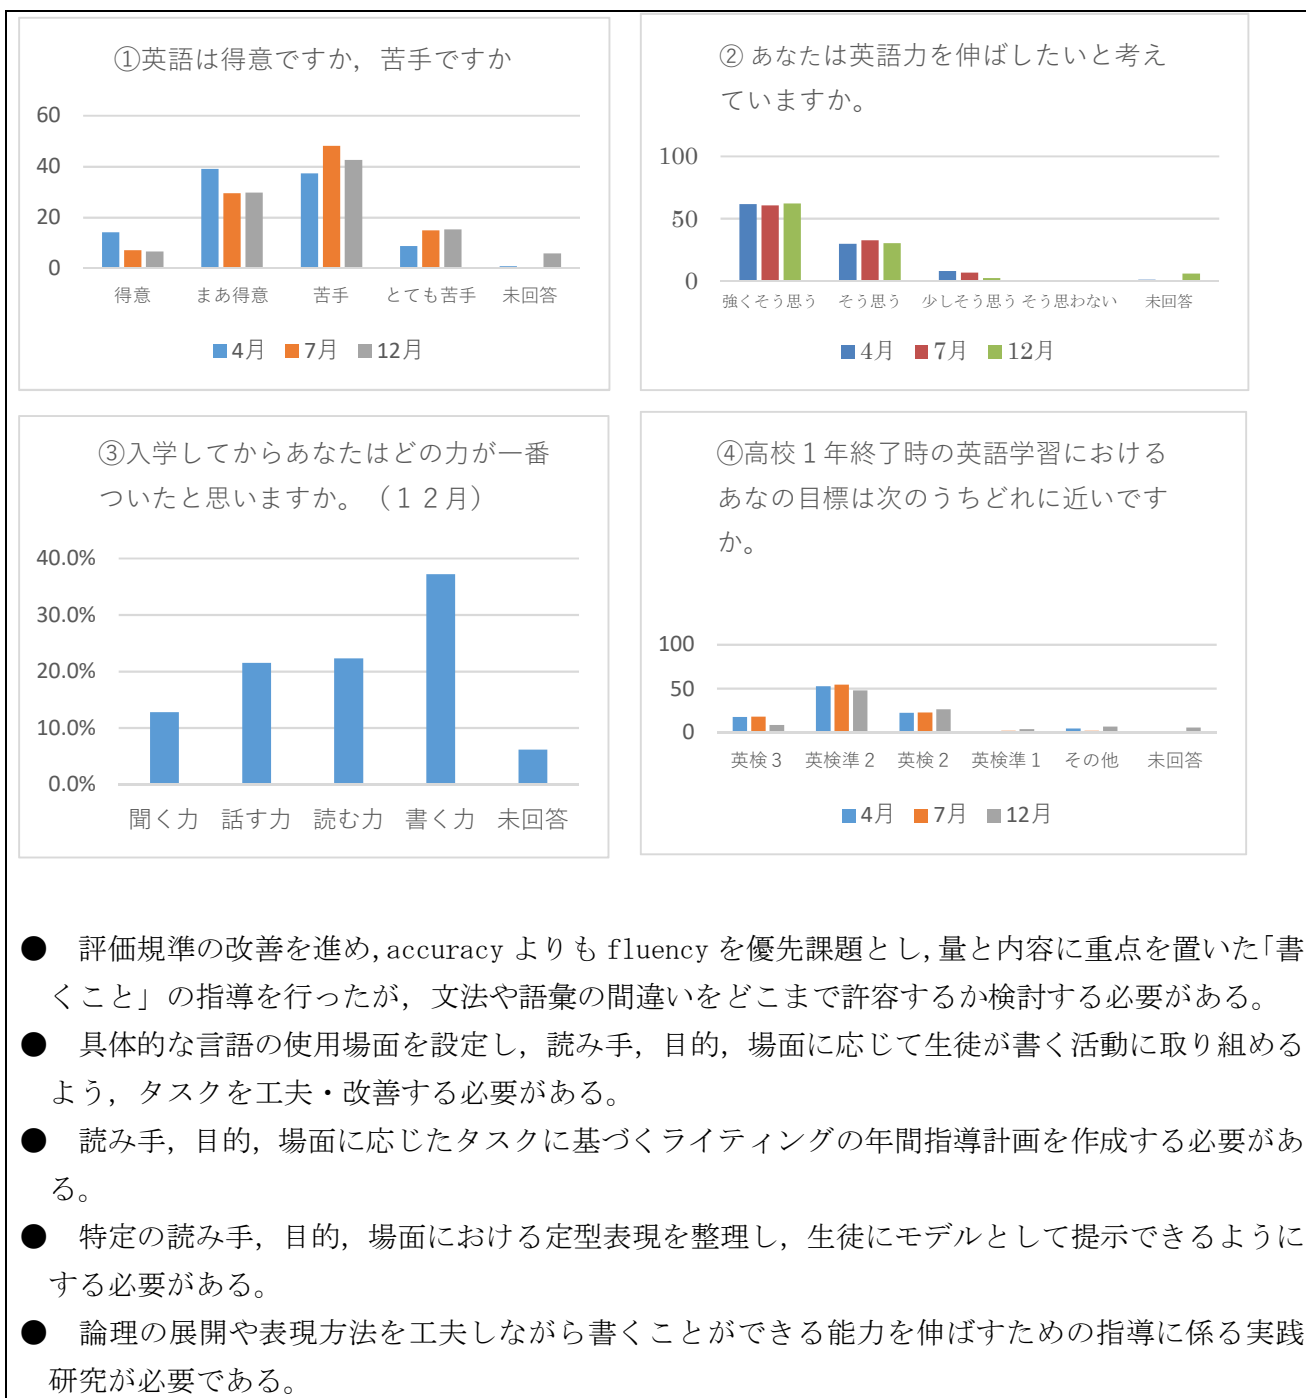 ①英語は得意ですか，苦手ですか
60
40
20
0
得意 まあ得意 苦手 とても苦手 未回答
4月 7月 12月
② あなたは英語力を伸ばしたいと考え
ていますか。
100
50
0
強くそう思う そう思う 少しそう思う そう思わない 未回答
4月 7月 12月
③入学してからあなたはどの力が一番
ついたと思いますか。（１２月）
40.0%
30.0%
20.0%
10.0%
0.0%
聞く力 話す力 読む力 書く力 未回答
④高校１年終了時の英語学習における
あなの目標は次のうちどれに近いです
か。
100
50
0
英検３ 英検準２ 英検２ 英検準１ その他 未回答
4月 7月 12月
● 評価規準の改善を進め,accuracy よりも fluency を優先課題とし,量と内容に重点を置いた「書
くこと」の指導を行ったが，文法や語彙の間違いをどこまで許容するか検討する必要がある。
● 具体的な言語の使用場面を設定し，読み手，目的，場面に応じて生徒が書く活動に取り組める
よう，タスクを工夫・改善する必要がある。
● 読み手，目的，場面に応じたタスクに基づくライティングの年間指導計画を作成する必要があ
る。
● 特定の読み手，目的，場面における定型表現を整理し，生徒にモデルとして提示できるように
する必要がある。
● 論理の展開や表現方法を工夫しながら書くことができる能力を伸ばすための指導に係る実践
研究が必要である。